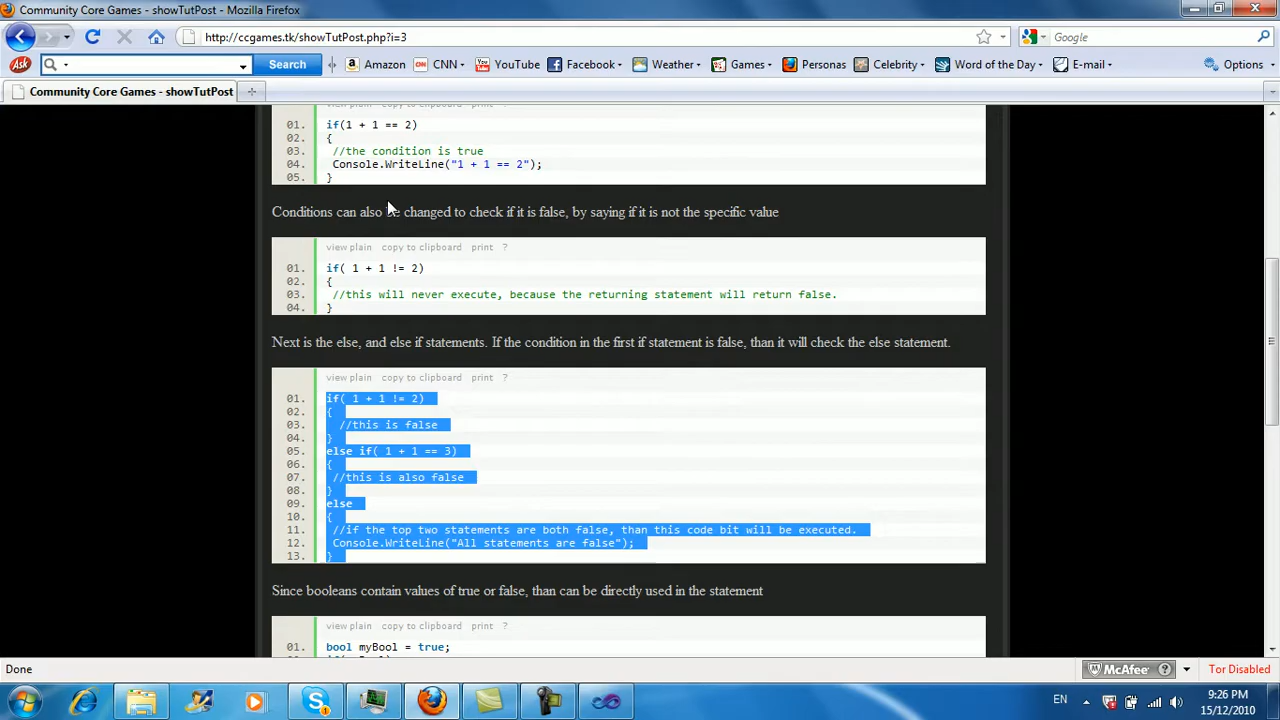 Community Core Games - showTutPost - Mozilla Firefox
http://ccgames.tk/showTutPost.php?i=3
Google
Ask
Search
Amazon
CNN
YouTube
Facebook
Weather
Games
Personas
Celebrity
Word of the Day
E-mail
Options
Community Core Games - showTutPost
view plain copy to clipboard print ?
01. if(1 + 1 == 2)
02. {
03. //the condition is true
04. Console.WriteLine("1 + 1 == 2");
05. }
Conditions can also be changed to check if it is false, by saying if it is not the specific value
view plain copy to clipboard print ?
01. if( 1 + 1 != 2)
02. {
03. //this will never execute, because the returning statement will return false.
04. }
Next is the else, and else if statements. If the condition in the first if statement is false, than it will check the else statement.
view plain copy to clipboard print ?
01. if( 1 + 1 != 2)
02. {
03. //this is false
04. }
05. else if( 1 + 1 == 3)
06. {
07. //this is also false
08. }
09. else
10. {
11. //if the top two statements are both false, than this code bit will be executed.
12. Console.WriteLine("All statements are false");
13. }
Since booleans contain values of true or false, than can be directly used in the statement
view plain copy to clipboard print ?
01. bool myBool = true;
Done
McAfee
Tor Disabled
EN
9:26 PM
15/12/2010